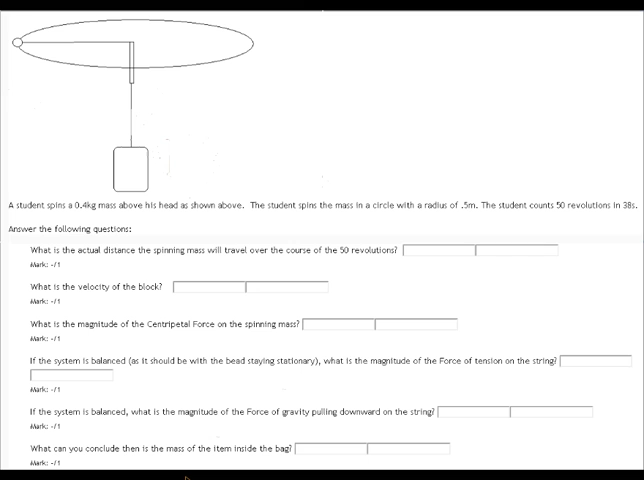 A student spins a 0.4kg mass above his head as shown above. The student spins the mass in a circle with a radius of .5m. The student counts 50 revolutions in 38s.
Answer the following questions:
What is the actual distance the spinning mass will travel over the course of the 50 revolutions?
Mark: -/1
What is the velocity of the block?
Mark: -/1
What is the magnitude of the Centripetal Force on the spinning mass?
Mark: -/1
If the system is balanced (as it should be with the bead staying stationary), what is the magnitude of the Force of tension on the string?
Mark: -/1
If the system is balanced, what is the magnitude of the Force of gravity pulling downward on the string?
Mark: -/1
What can you conclude then is the mass of the item inside the bag?
Mark: -/1